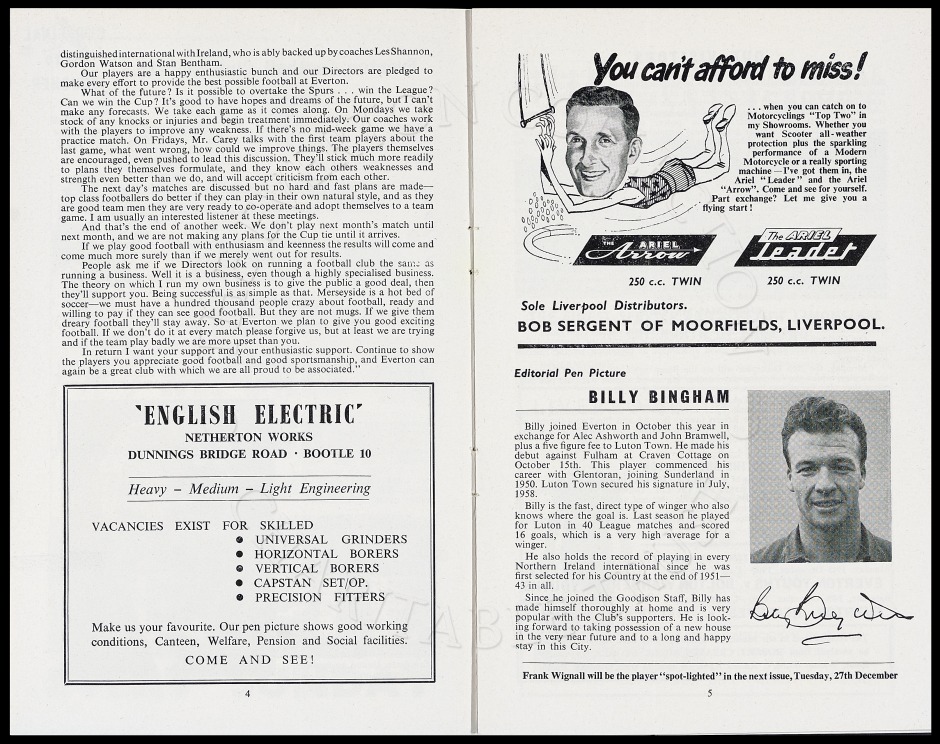 distinguished international with Ireland, who is ably backed up by coaches Les Shannon,
Gordon Watson and Stan Bentham.
Our players are a happy enthusiastic bunch and our Directors are pledged to
make every effort to provide the best possible football at Everton.
What of the future? Is it possible to overtake the Spurs . . . win the League?
Can we win the Cup? It's good to have hopes and dreams of the future, but I can't
make any forecasts. We take each game as it comes along. On Mondays we take
stock of any knocks or injuries and begin treatment immediately. Our coaches work
with the players to improve any weakness. If there's no mid-week game we have a
practice match. On Fridays, Mr. Carey talks with the first team players about the
last game, what went wrong, how could we improve things. The players themselves
are encouraged, even pushed to lead this discussion. They'll stick much more readily
to plans they themselves formulate, and they know each others weaknesses and
strength even better than we do, and will accept criticism from each other.
The next day's matches are discussed but no hard and fast plans are made—
top class footballers do better if they can play in their own natural style, and as they
are good team men they are very ready to co-operate and adopt themselves to a team
game. I am usually an interested listener at these meetings.
And that's the end of another week. We don't play next month's match until
next month, and we are not making any plans for the Cup tie until it arrives.
If we play good football with enthusiasm and keenness the results will come and
come much more surely than if we merely went out for results.
People ask me if we Directors look on running a football club the same as
running a business. Well it is a business, even though a highly specialised business.
The theory on which I run my own business is to give the public a good deal, then
they'll support you. Being successful is as simple as that. Merseyside is a hot bed of
soccer—we must have a hundred thousand people crazy about football, ready and
willing to pay if they can see good football. But they are not mugs. If we give them
dreary football they'll stay away. So at Everton we plan to give you good exciting
football. If we don't do it at every match please forgive us, but at least we are trying
and if the team play badly we are more upset than you.
In return I want your support and your enthusiastic support. Continue to show
the players you appreciate good football and good sportsmanship, and Everton can
again be a great club with which we are all proud to be associated."
'ENGLISH ELECTRIC'
NETHERTON WORKS
DUNNINGS BRIDGE ROAD · BOOTLE 10
Heavy – Medium – Light Engineering
VACANCIES EXIST FOR SKILLED
● UNIVERSAL GRINDERS
● HORIZONTAL BORERS
● VERTICAL BORERS
● CAPSTAN SET/OP.
● PRECISION FITTERS
Make us your favourite. Our pen picture shows good working
conditions, Canteen, Welfare, Pension and Social facilities.
COME AND SEE!
4
You can't afford to miss!
. . . when you can catch on to
Motorcyclings "Top Two" in
my Showrooms. Whether you
want Scooter all-weather
protection plus the sparkling
performance of a Modern
Motorcycle or a really sporting
machine — I've got them in, the
Ariel "Leader" and the Ariel
"Arrow". Come and see for yourself.
Part exchange? Let me give you a
flying start!
THE ARIEL
Arrow
250 c.c. TWIN
The ARIEL
Leader
250 c.c. TWIN
Sole Liverpool Distributors.
BOB SERGENT OF MOORFIELDS, LIVERPOOL.
Editorial Pen Picture
BILLY BINGHAM
Billy joined Everton in October this year in
exchange for Alec Ashworth and John Bramwell,
plus a five figure fee to Luton Town. He made his
debut against Fulham at Craven Cottage on
October 15th. This player commenced his
career with Glentoran, joining Sunderland in
1950. Luton Town secured his signature in July,
1958.
Billy is the fast, direct type of winger who also
knows where the goal is. Last season he played
for Luton in 40 League matches and scored
16 goals, which is a very high average for a
winger.
He also holds the record of playing in every
Northern Ireland international since he was
first selected for his Country at the end of 1951—
43 in all.
Since he joined the Goodison Staff, Billy has
made himself thoroughly at home and is very
popular with the Club's supporters. He is look-
ing forward to taking possession of a new house
in the very near future and to a long and happy
stay in this City.
Frank Wignall will be the player "spot-lighted" in the next issue, Tuesday, 27th December
5